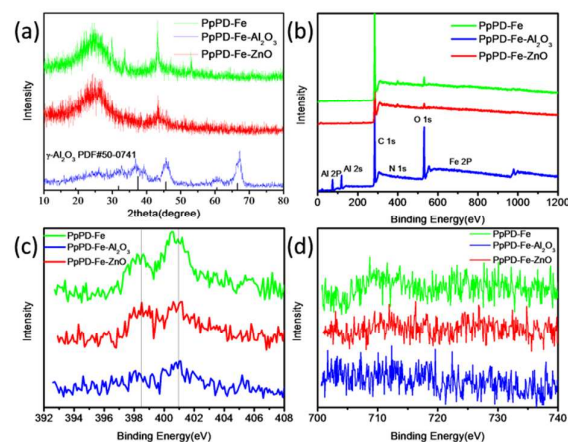 (a)
PpPD-Fe
PpPD-Fe-Al₂O₃
PpPD-Fe-ZnO
γ-Al₂O₃ PDF#50-0741
Intensity
10 20 30 40 50 60 70 80
2theta(degree)
(b)
PpPD-Fe
PpPD-Fe-Al₂O₃
PpPD-Fe-ZnO
O 1s
C 1s
Al 2P
Al 2s
N 1s
Fe 2P
Intensity
0 200 400 600 800 1000 1200
Binding Energy(eV)
(c)
PpPD-Fe
PpPD-Fe-Al₂O₃
PpPD-Fe-ZnO
Intensity
392 394 396 398 400 402 404 406 408
Binding Energy(eV)
(d)
PpPD-Fe
PpPD-Fe-Al₂O₃
PpPD-Fe-ZnO
Intensity
700 710 720 730 740
Binding Energy(eV)